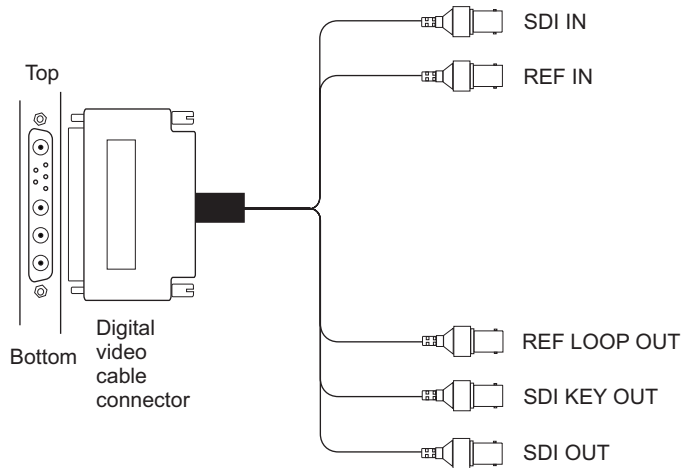 SDI IN
REF IN
Top
Bottom
Digital
video
cable
connector
REF LOOP OUT
SDI KEY OUT
SDI OUT